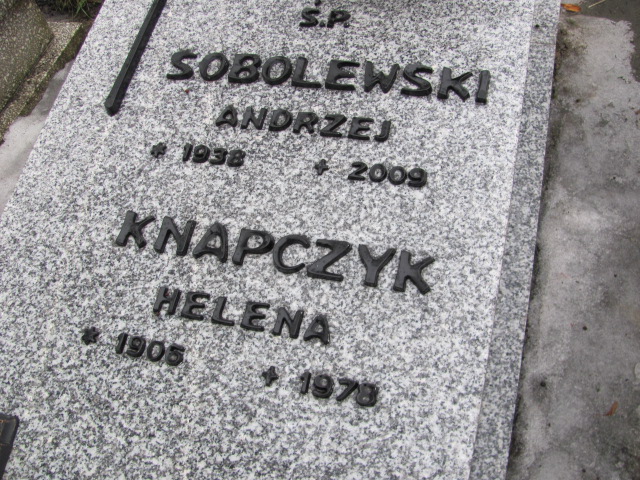 Ś.P.
SOBOLEWSKI
ANDRZEJ
* 1938 + 2009
KNAPCZYK
HELENA
* 1905 + 1978